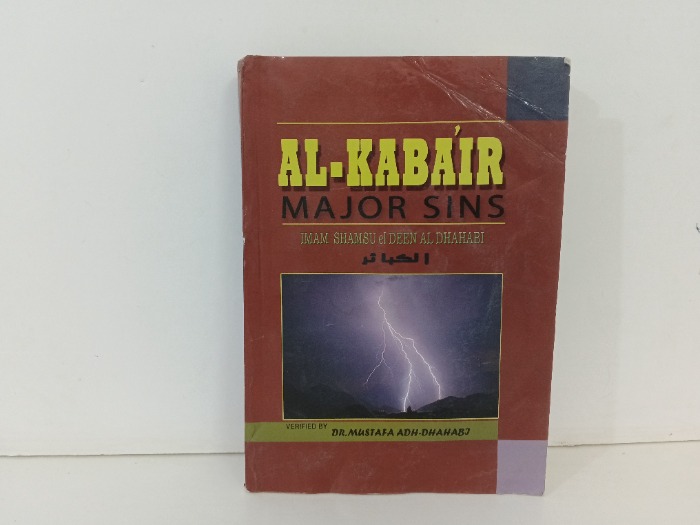 AL-KABA'IR
MAJOR SINS
IMAM SHAMSU el DEEN AL DHAHABI
الكبائر
VERIFIED BY DR.MUSTAFA ADH-DHAHABI